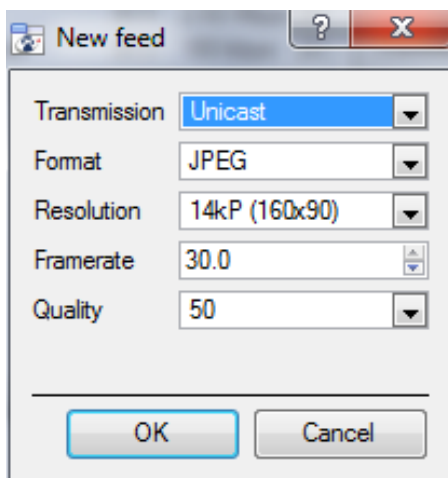 New feed
Transmission Unicast
Format JPEG
Resolution 14kP (160x90)
Framerate 30.0
Quality 50
OK Cancel